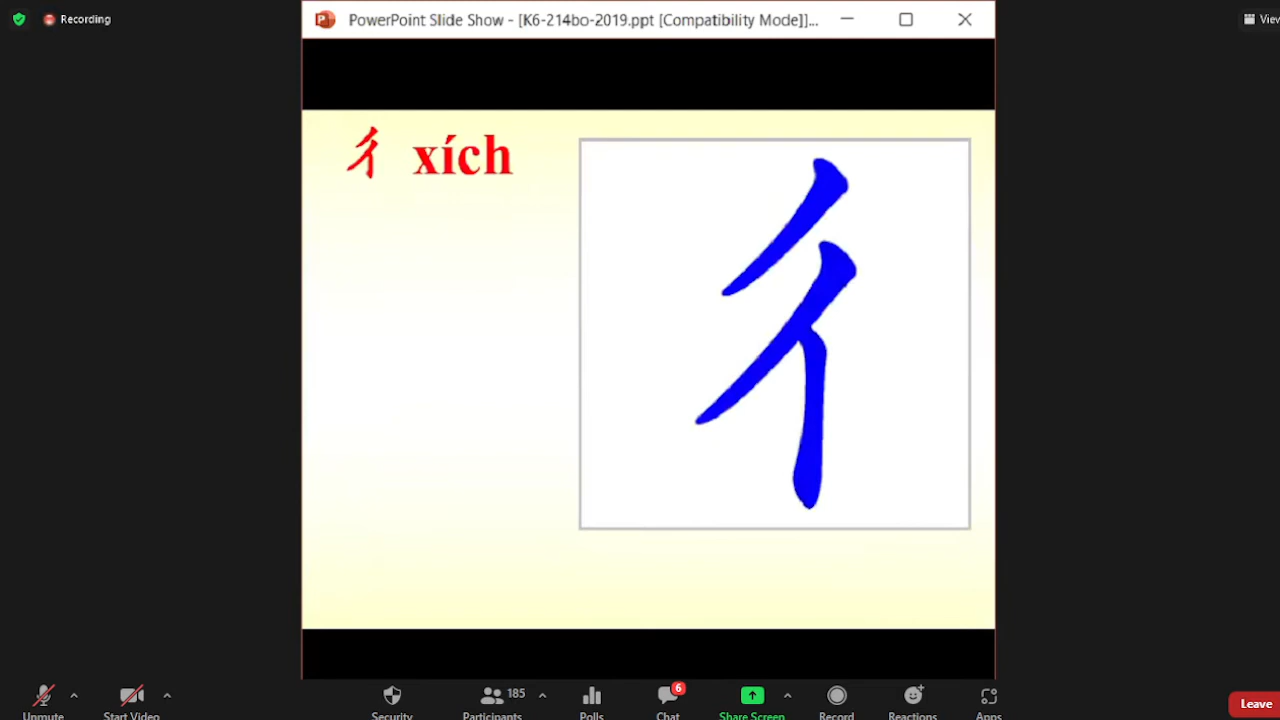 Recording
PowerPoint Slide Show - [K6-214bo-2019.ppt [Compatibility Mode]]...
View
彳 xích
彳
Unmute
Start Video
Security
185
Participants
Polls
6
Chat
Share Screen
Record
Reactions
Apps
Leave